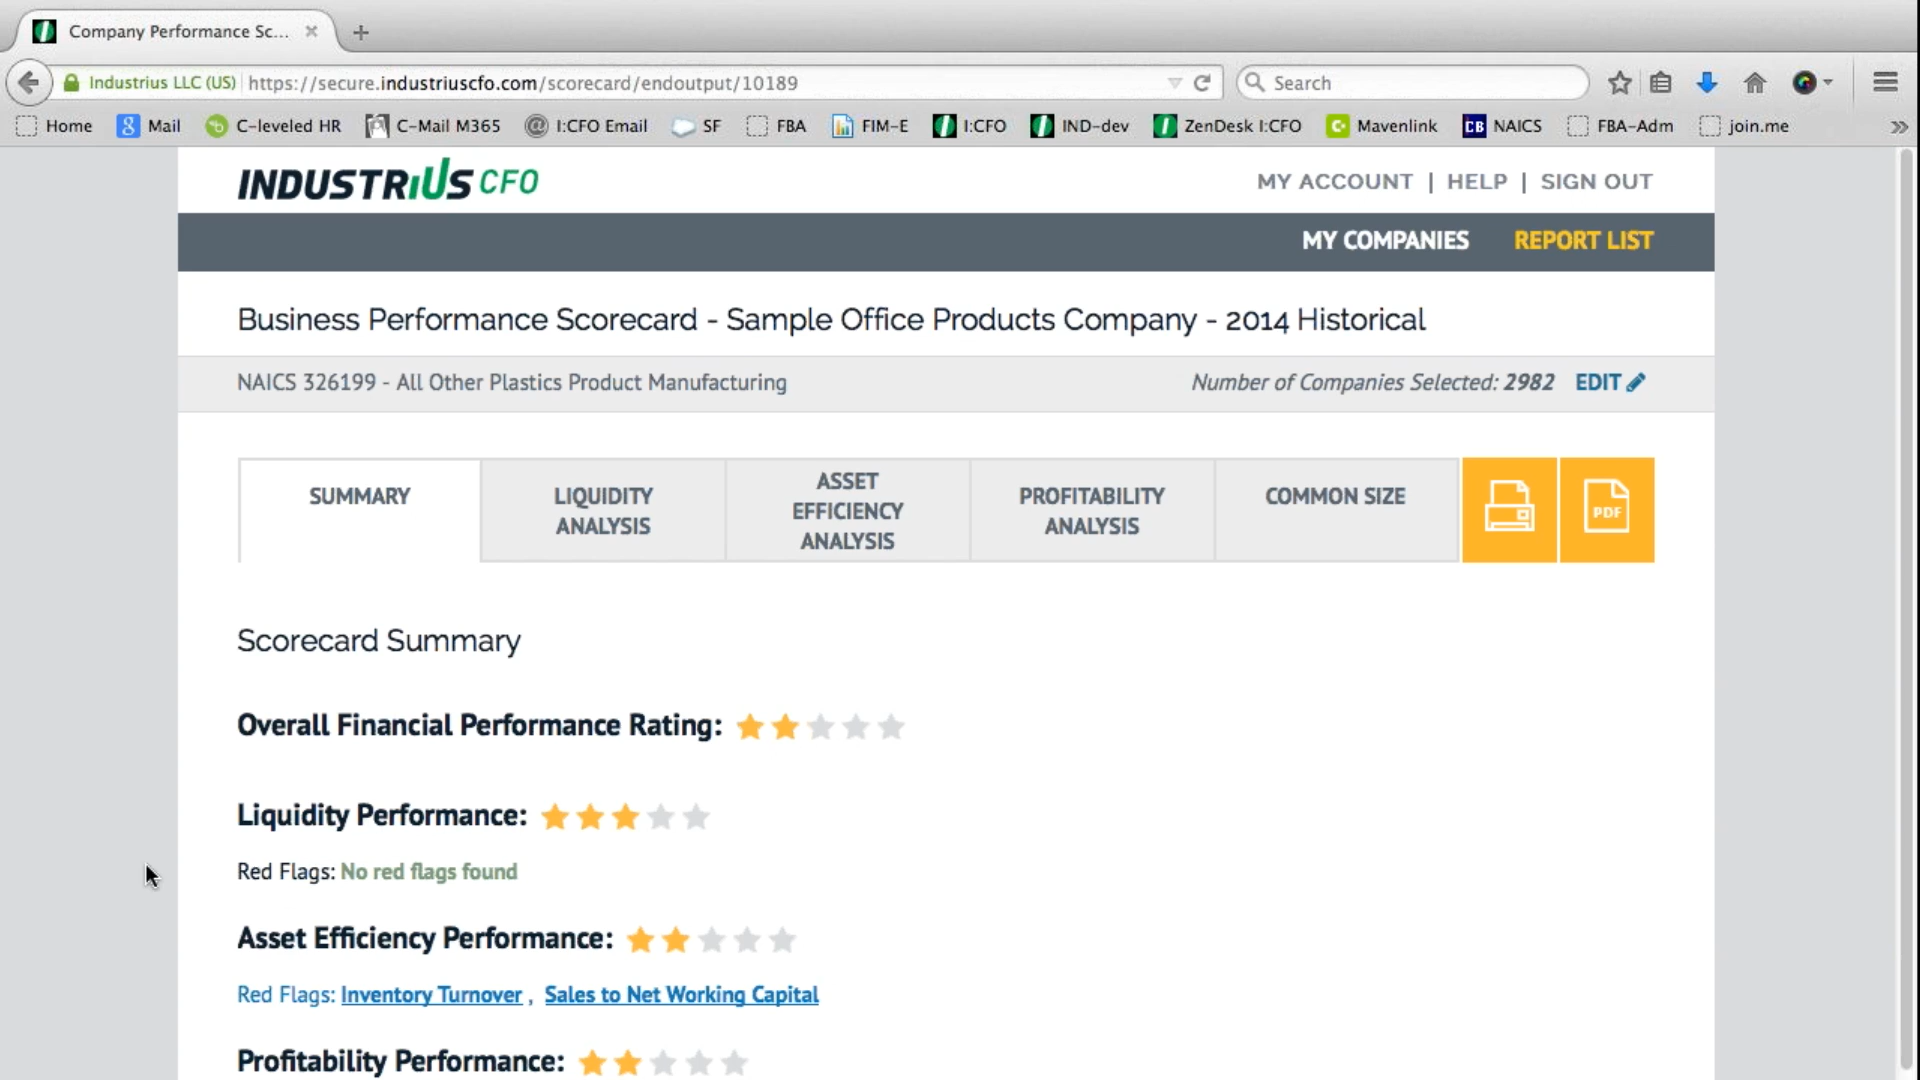 Company Performance Sc...
Industrius LLC (US) https://secure.industriuscfo.com/scorecard/endoutput/10189 Search
Home Mail C-leveled HR C-Mail M365 I:CFO Email SF FBA FIM-E I:CFO IND-dev ZenDesk I:CFO Mavenlink CB NAICS FBA-Adm join.me
INDUSTRiUS CFO MY ACCOUNT | HELP | SIGN OUT
MY COMPANIES REPORT LIST
Business Performance Scorecard - Sample Office Products Company - 2014 Historical
NAICS 326199 - All Other Plastics Product Manufacturing Number of Companies Selected: 2982 EDIT
SUMMARY
LIQUIDITY
ANALYSIS
ASSET
EFFICIENCY
ANALYSIS
PROFITABILITY
ANALYSIS
COMMON SIZE
PDF
Scorecard Summary
Overall Financial Performance Rating:
Liquidity Performance:
Red Flags: No red flags found
Asset Efficiency Performance:
Red Flags: Inventory Turnover , Sales to Net Working Capital
Profitability Performance: